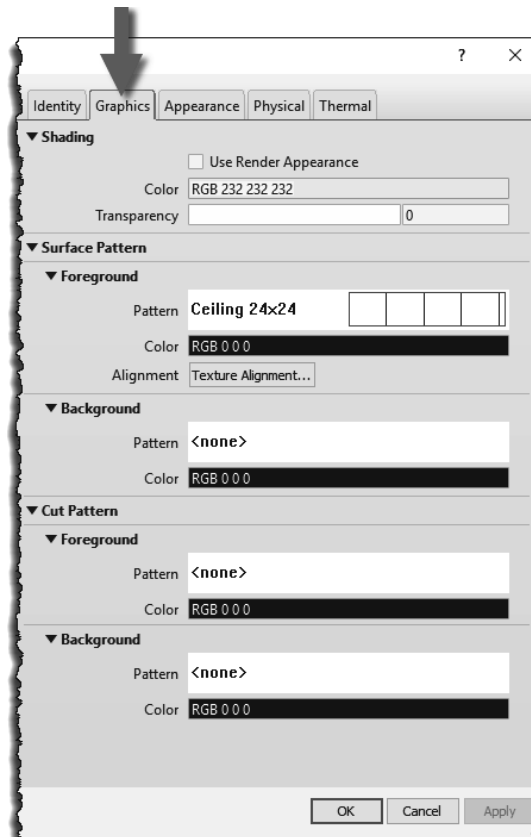 ? ×
Identity Graphics Appearance Physical Thermal
▼ Shading
Use Render Appearance
Color RGB 232 232 232
Transparency 0
▼ Surface Pattern
▼ Foreground
Pattern Ceiling 24x24
Color RGB 0 0 0
Alignment Texture Alignment...
▼ Background
Pattern <none>
Color RGB 0 0 0
▼ Cut Pattern
▼ Foreground
Pattern <none>
Color RGB 0 0 0
▼ Background
Pattern <none>
Color RGB 0 0 0
OK Cancel Apply